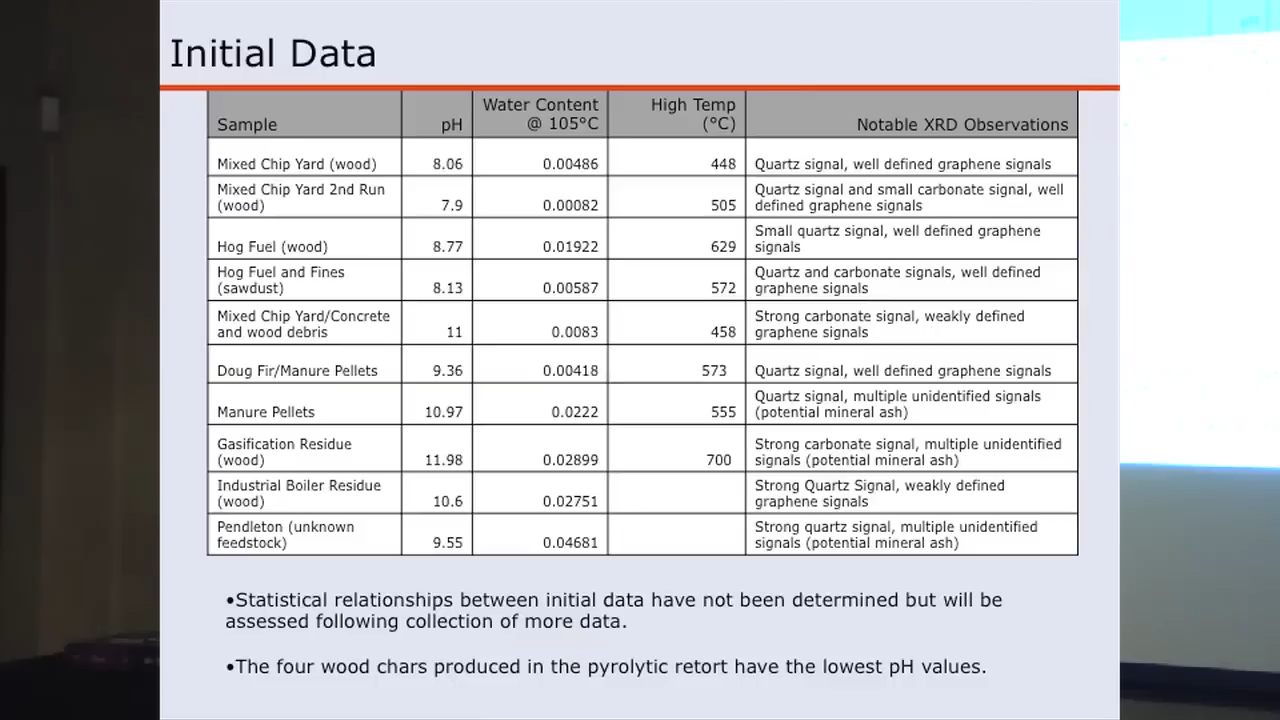 Initial Data
Sample pH Water Content @ 105°C High Temp (°C) Notable XRD Observations
Mixed Chip Yard (wood) 8.06 0.00486 448 Quartz signal, well defined graphene signals
Mixed Chip Yard 2nd Run (wood) 7.9 0.00082 505 Quartz signal and small carbonate signal, well defined graphene signals
Hog Fuel (wood) 8.77 0.01922 629 Small quartz signal, well defined graphene signals
Hog Fuel and Fines (sawdust) 8.13 0.00587 572 Quartz and carbonate signals, well defined graphene signals
Mixed Chip Yard/Concrete and wood debris 11 0.0083 458 Strong carbonate signal, weakly defined graphene signals
Doug Fir/Manure Pellets 9.36 0.00418 573 Quartz signal, well defined graphene signals
Manure Pellets 10.97 0.0222 555 Quartz signal, multiple unidentified signals (potential mineral ash)
Gasification Residue (wood) 11.98 0.02899 700 Strong carbonate signal, multiple unidentified signals (potential mineral ash)
Industrial Boiler Residue (wood) 10.6 0.02751 Strong Quartz Signal, weakly defined graphene signals
Pendleton (unknown feedstock) 9.55 0.04681 Strong quartz signal, multiple unidentified signals (potential mineral ash)
•Statistical relationships between initial data have not been determined but will be
assessed following collection of more data.
•The four wood chars produced in the pyrolytic retort have the lowest pH values.